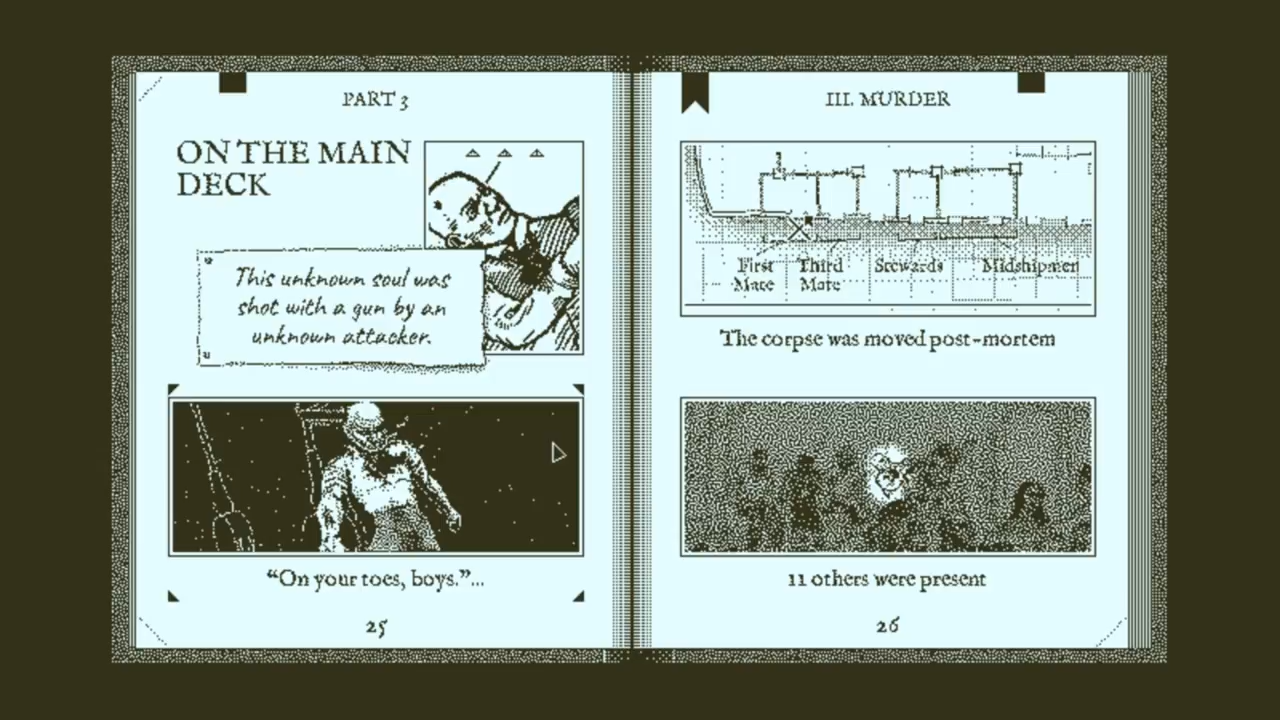 PART 3
ON THE MAIN
DECK
This unknown soul was
shot with a gun by an
unknown attacker.
“On your toes, boys.”...
25
III. MURDER
First Mate
Third Mate
Stewards
Midshipmen
The corpse was moved post-mortem
11 others were present
26